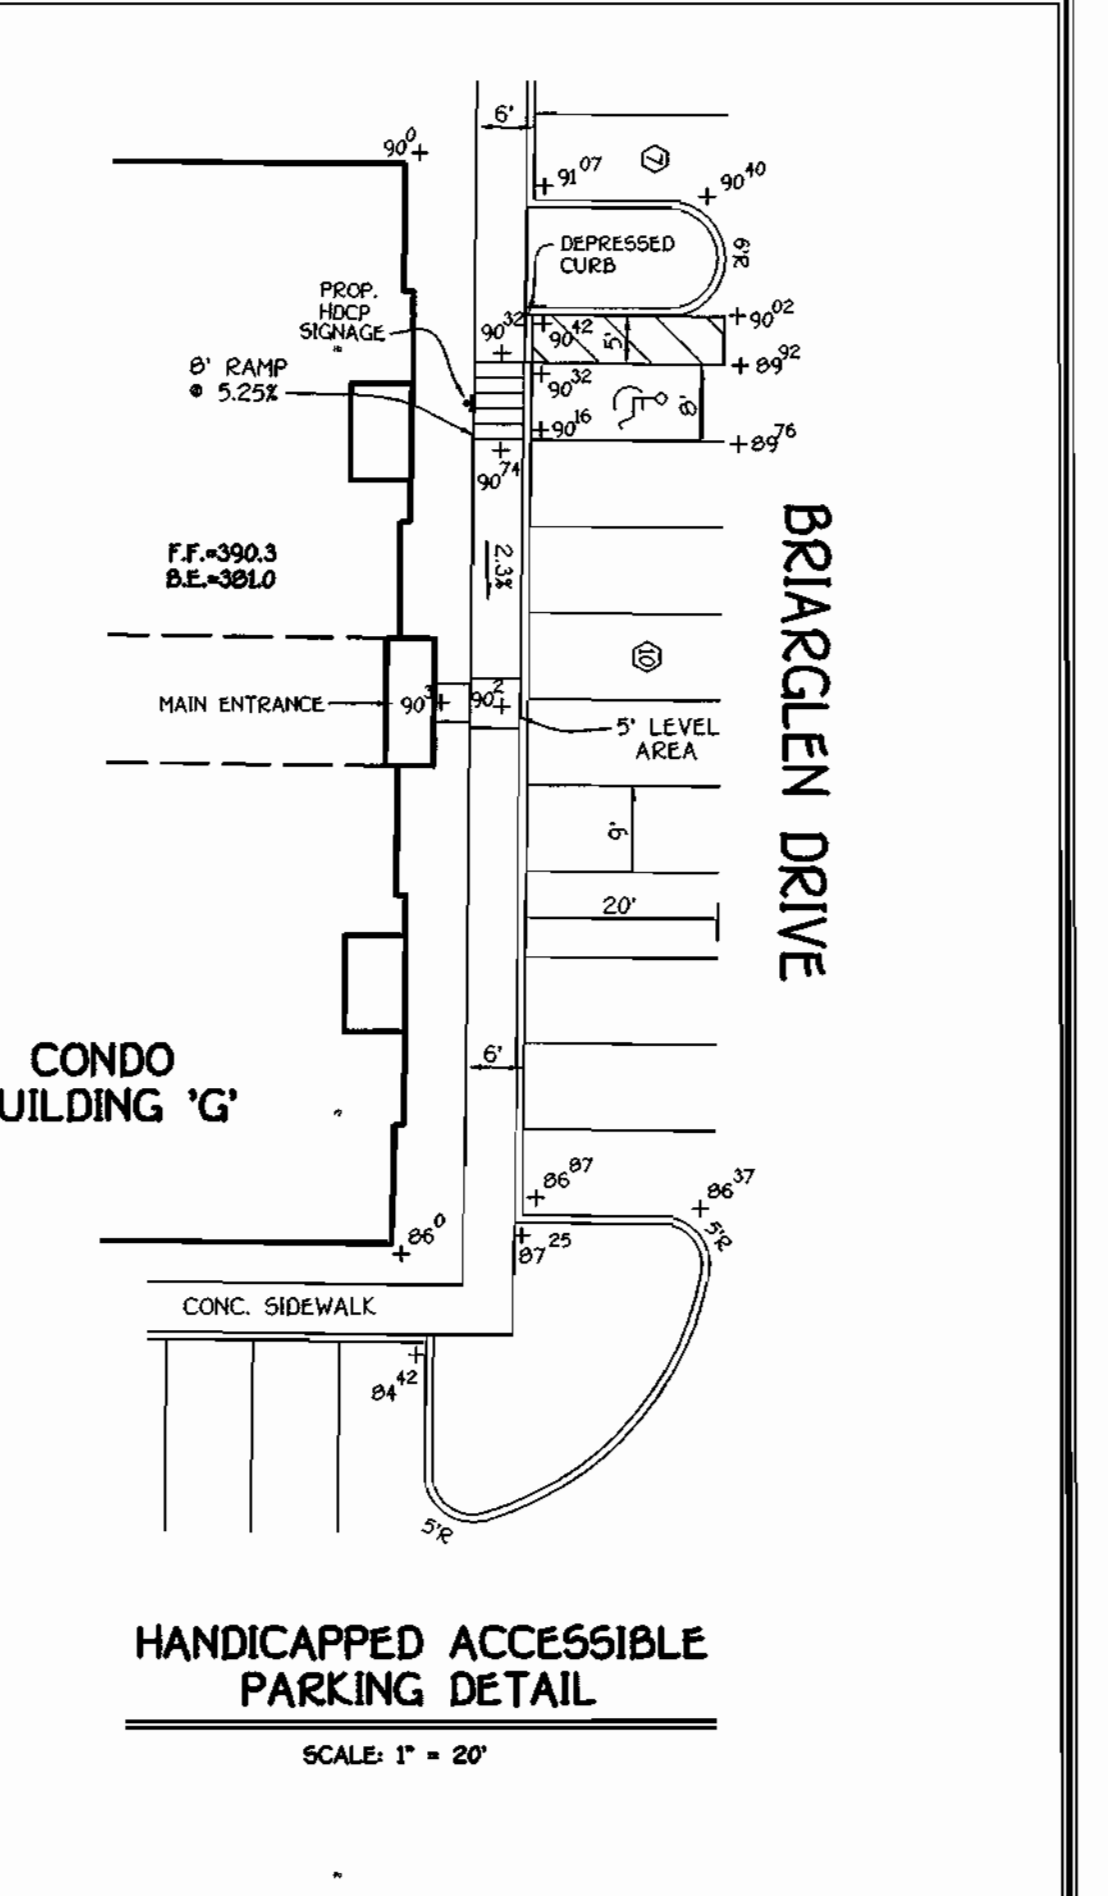 6'
90⁰
91⁰⁷
7
90⁴⁰
6'R
DEPRESSED
CURB
PROP.
HDCP
SIGNAGE
90³²
90⁴²
5'
90⁰²
89⁹²
8' RAMP
@ 5.25%
90³²
8'
90¹⁶
89⁷⁶
90⁷⁴
F.F.=390.3
B.E.=381.0
2.3%
BRIARGLEN DRIVE
10
MAIN ENTRANCE
90³
90²
5' LEVEL
AREA
9'
20'
CONDO
UILDING 'G'
6'
86⁸⁷
86³⁷
5'R
86⁰
87²⁵
CONC. SIDEWALK
84⁴²
5'R
HANDICAPPED ACCESSIBLE
PARKING DETAIL
SCALE: 1" = 20'